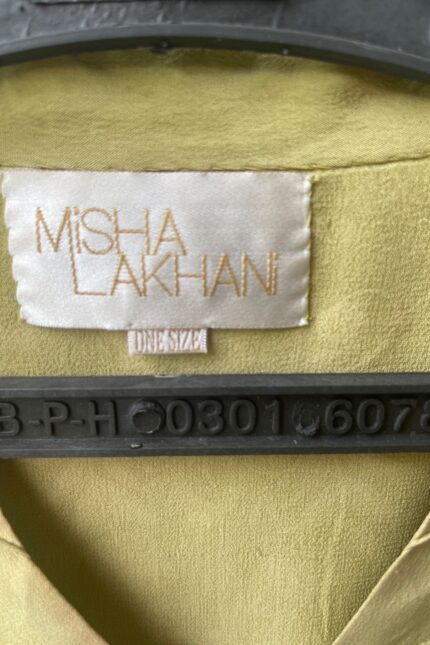 MiSHA
LAKHANi
ONE SIZE
B-P-H 0301 6078